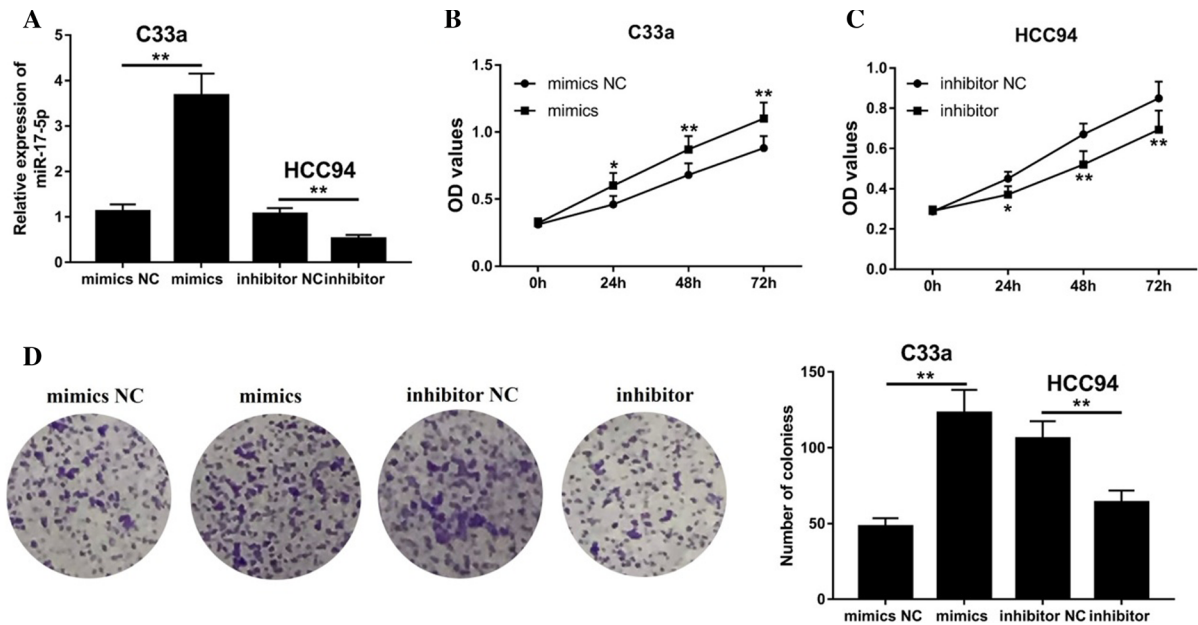 A
C33a
**
HCC94
**
Relative expression of
miR-17-5p
5
4
3
2
1
0
mimics NC mimics inhibitor NC inhibitor
B
C33a
mimics NC
mimics
OD values
1.5
1.0
0.5
0.0
* ** **
0h 24h 48h 72h
C
HCC94
inhibitor NC
inhibitor
OD values
1.0
0.8
0.6
0.4
0.2
0.0
* ** **
0h 24h 48h 72h
D
mimics NC mimics inhibitor NC inhibitor
C33a
**
HCC94
**
Number of coloniess
150
100
50
0
mimics NC mimics inhibitor NC inhibitor